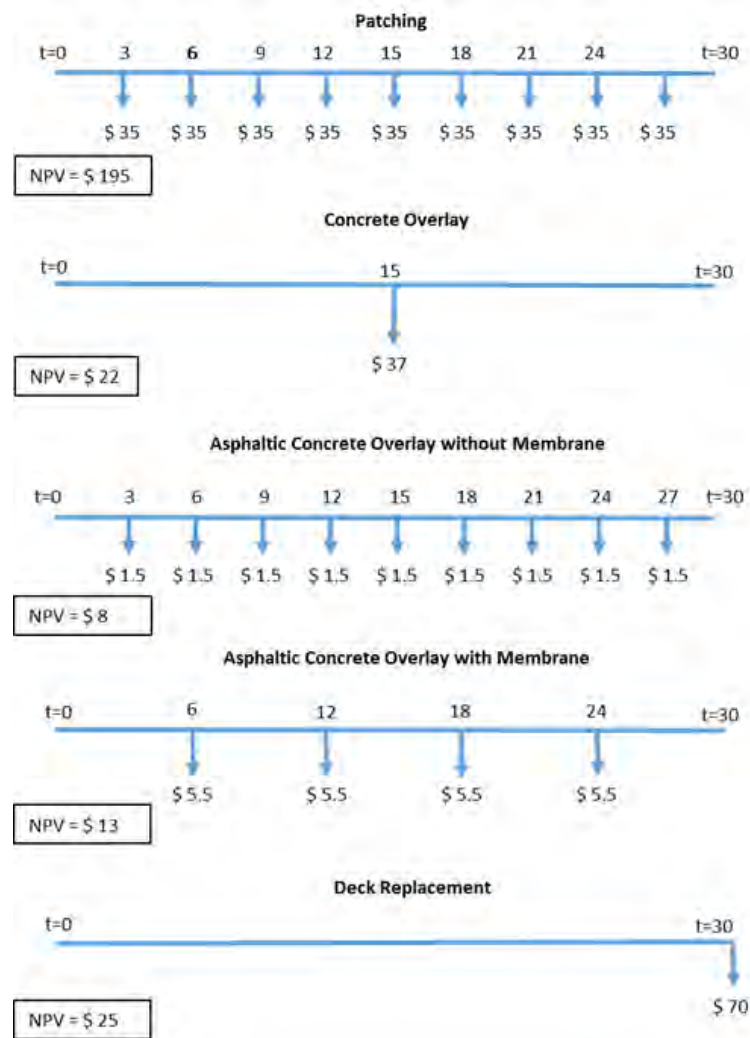 Patching
t=0 3 6 9 12 15 18 21 24 t=30
$ 35 $ 35 $ 35 $ 35 $ 35 $ 35 $ 35 $ 35 $ 35
NPV = $ 195
Concrete Overlay
t=0 15 t=30
$ 37
NPV = $ 22
Asphaltic Concrete Overlay without Membrane
t=0 3 6 9 12 15 18 21 24 27 t=30
$ 1.5 $ 1.5 $ 1.5 $ 1.5 $ 1.5 $ 1.5 $ 1.5 $ 1.5 $ 1.5
NPV = $ 8
Asphaltic Concrete Overlay with Membrane
t=0 6 12 18 24 t=30
$ 5.5 $ 5.5 $ 5.5 $ 5.5
NPV = $ 13
Deck Replacement
t=0 t=30
$ 70
NPV = $ 25